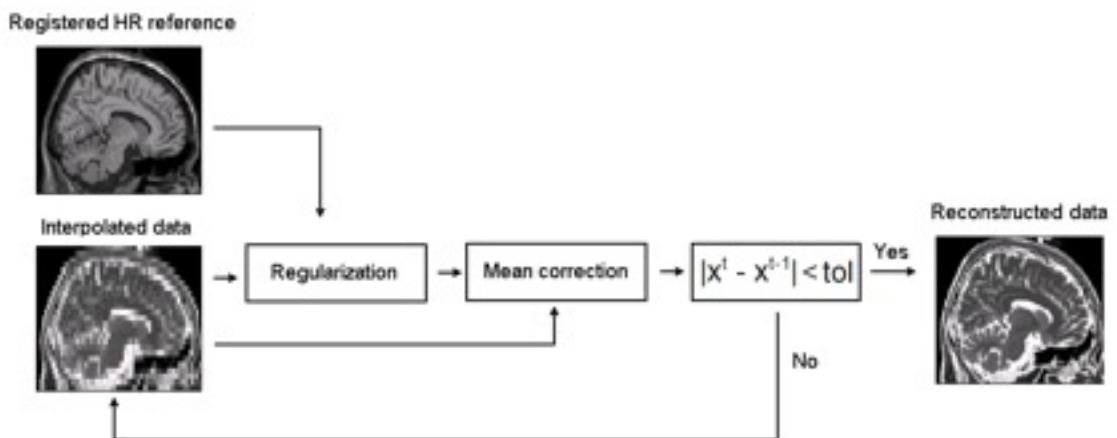 Registered HR reference
Interpolated data
Regularization
Mean correction
|x^t - x^{t-1}| < tol
Yes
No
Reconstructed data